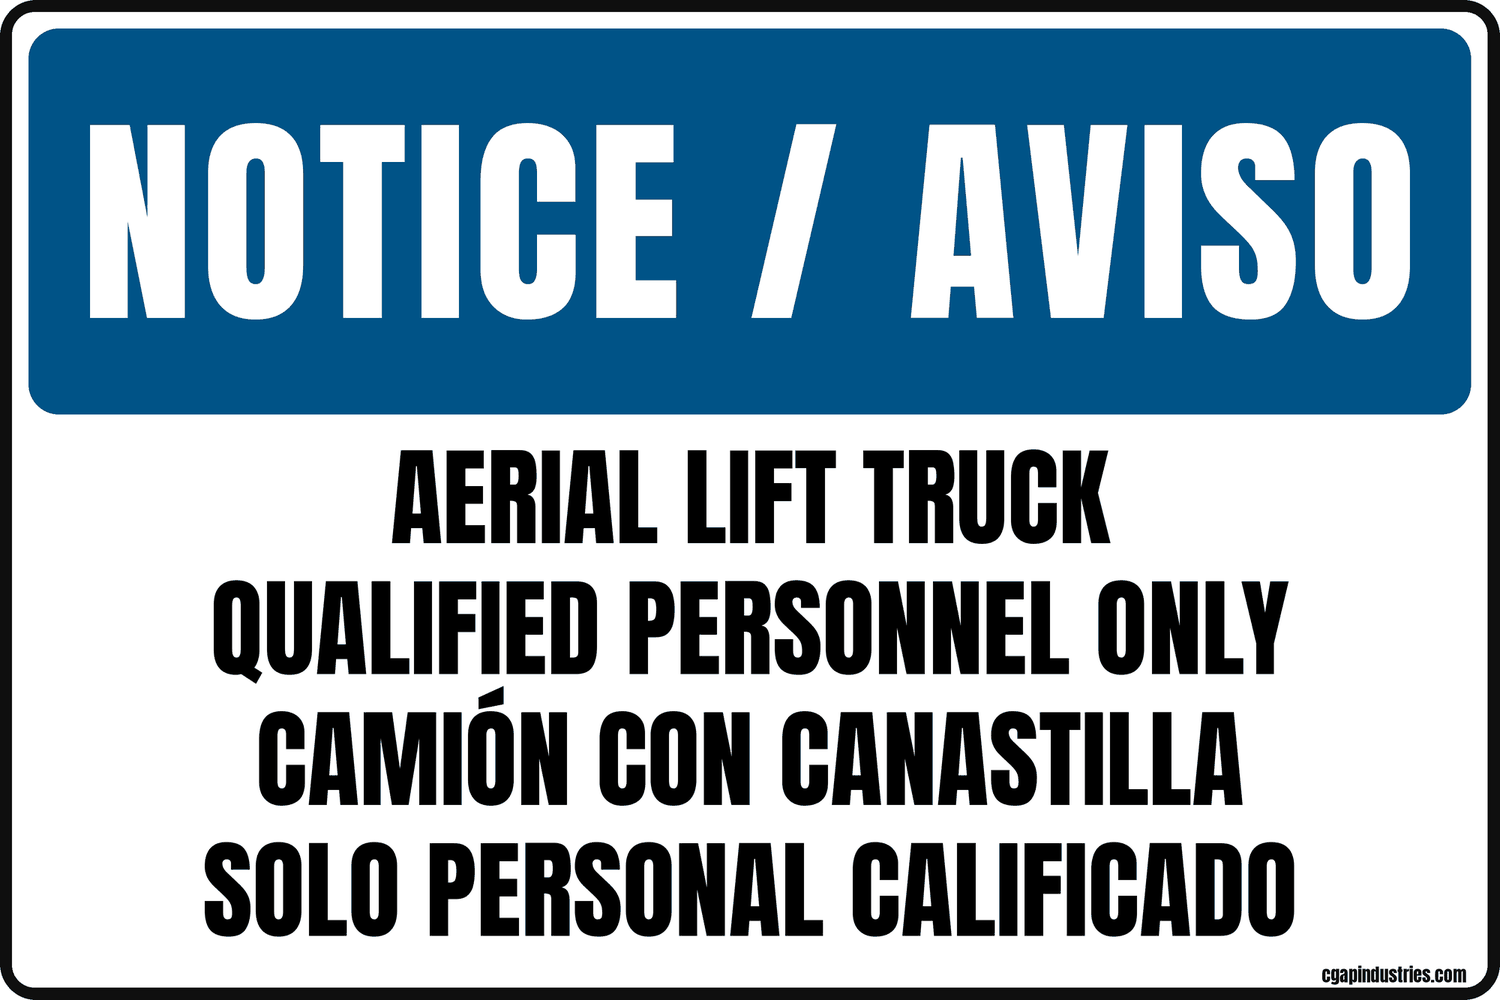 NOTICE / AVISO
AERIAL LIFT TRUCK
QUALIFIED PERSONNEL ONLY
CAMIÓN CON CANASTILLA
SOLO PERSONAL CALIFICADO
cgapindustries.com